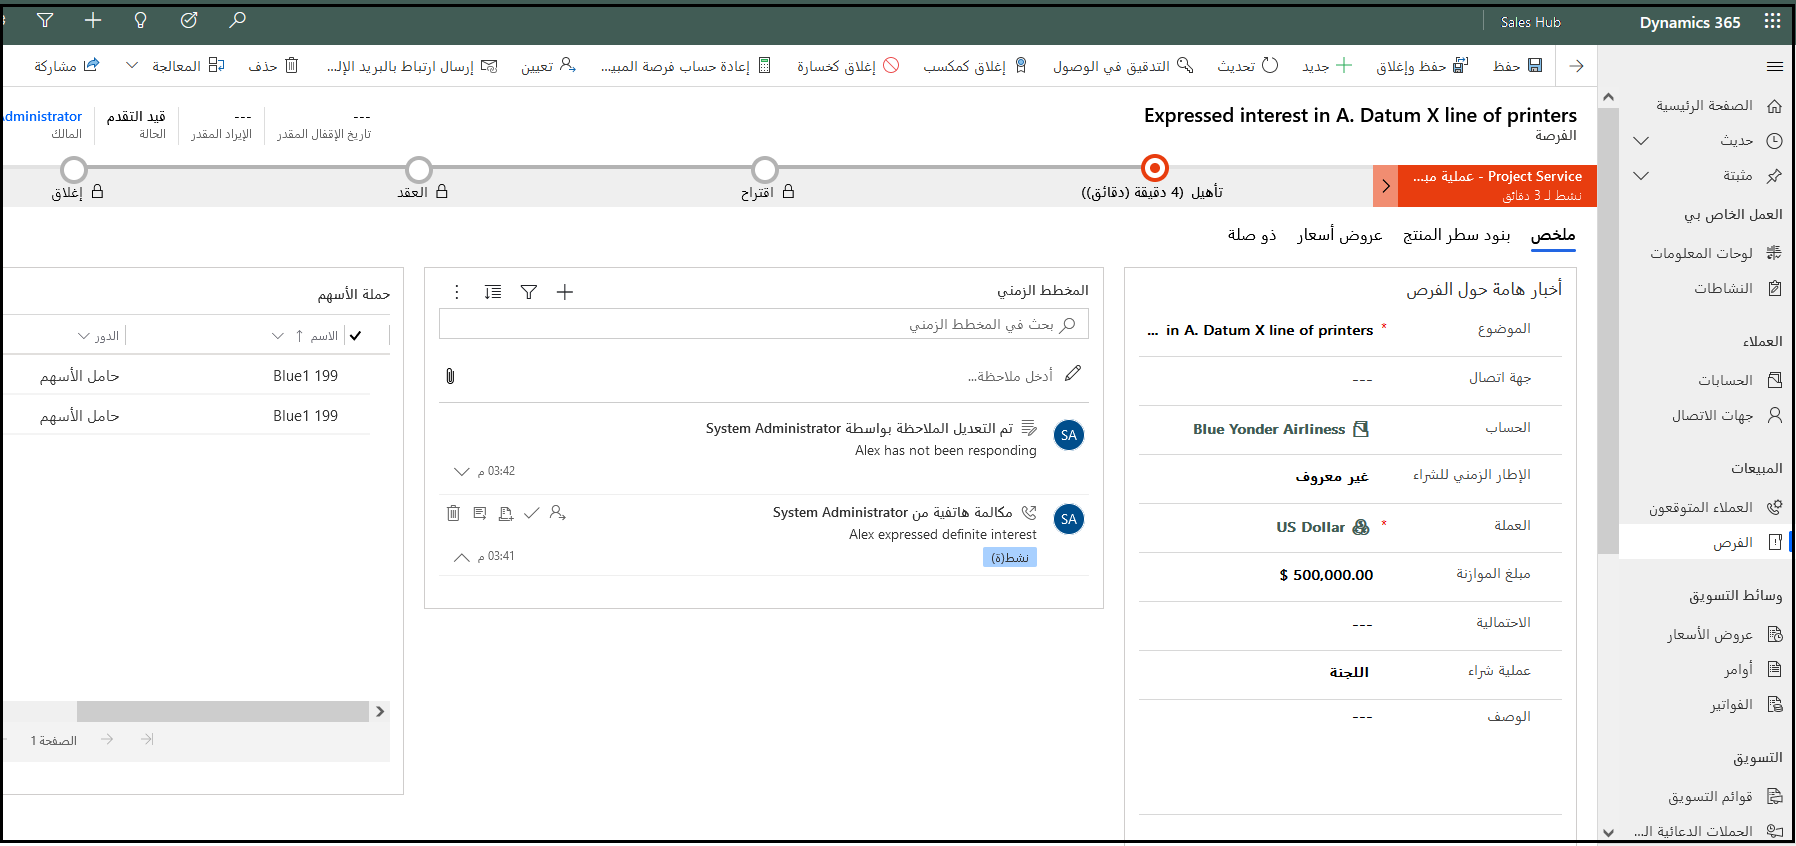 Dynamics 365
Sales Hub
حفظ
حفظ وإغلاق
جديد
تحديث
التدقيق في الوصول
إغلاق كمكسب
إغلاق كخسارة
إعادة حساب فرصة المبي...
تعيين
إرسال ارتباط بالبريد الإل...
حذف
المعالجة
مشاركة
الصفحة الرئيسية
حديث
مثبتة
العمل الخاص بي
لوحات المعلومات
النشاطات
العملاء
الحسابات
جهات الاتصال
المبيعات
العملاء المتوقعون
الفرص
وسائط التسويق
عروض الأسعار
أوامر
الفواتير
التسويق
قوائم التسويق
الحملات الدعائية الـ...
Expressed interest in A. Datum X line of printers
الفرصة
---
تاريخ الإقفال المقدر
---
الإيراد المقدر
قيد التقدم
الحالة
dministrator
المالك
Project Service - عملية مبـ...
نشط لـ 3 دقائق
تأهيل (4 دقيقة (دقائق))
اقتراح
العقد
إغلاق
ملخص
بنود سطر المنتج
عروض أسعار
ذو صلة
أخبار هامة حول الفرص
الموضوع * in A. Datum X line of printers ...
جهة اتصال ---
الحساب Blue Yonder Airliness
الإطار الزمني للشراء غير معروف
العملة * US Dollar
مبلغ الموازنة $ 500,000.00
الاحتمالية ---
عملية شراء اللجنة
الوصف ---
المخطط الزمني
بحث في المخطط الزمني
أدخل ملاحظة...
SA
تم التعديل الملاحظة بواسطة System Administrator
Alex has not been responding
03:42 م
SA
مكالمة هاتفية من System Administrator
Alex expressed definite interest
نشط(ة)
03:41 م
حملة الأسهم
الاسم
الدور
Blue1 199 حامل الأسهم
Blue1 199 حامل الأسهم
الصفحة 1